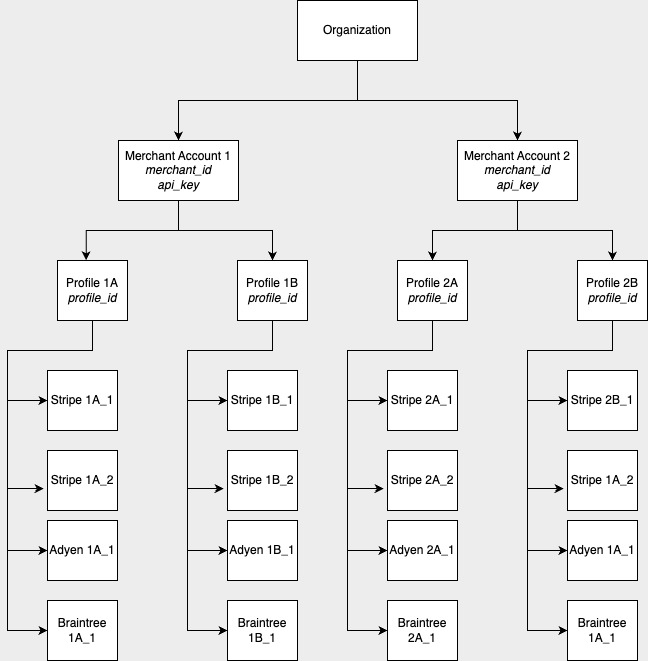 Organization
Merchant Account 1
merchant_id
api_key
Merchant Account 2
merchant_id
api_key
Profile 1A
profile_id
Profile 1B
profile_id
Profile 2A
profile_id
Profile 2B
profile_id
Stripe 1A_1
Stripe 1B_1
Stripe 2A_1
Stripe 2B_1
Stripe 1A_2
Stripe 1B_2
Stripe 2A_2
Stripe 1A_2
Adyen 1A_1
Adyen 1B_1
Adyen 2A_1
Adyen 1A_1
Braintree
1A_1
Braintree
1B_1
Braintree
2A_1
Braintree
1A_1